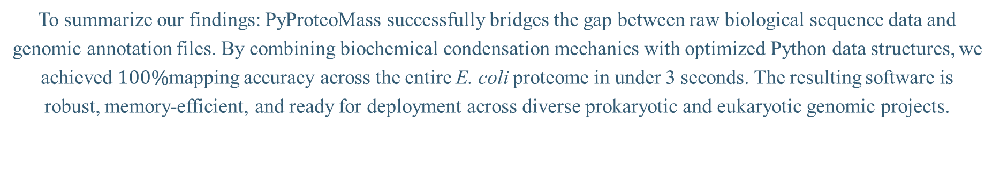 To summarize our findings: PyProteoMass successfully bridges the gap between raw biological sequence data and
genomic annotation files. By combining biochemical condensation mechanics with optimized Python data structures, we
achieved 100%mapping accuracy across the entire E. coli proteome in under 3 seconds. The resulting software is
robust, memory-efficient, and ready for deployment across diverse prokaryotic and eukaryotic genomic projects.